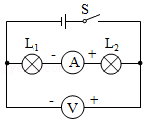 S
L₁ - A + L₂
- V +